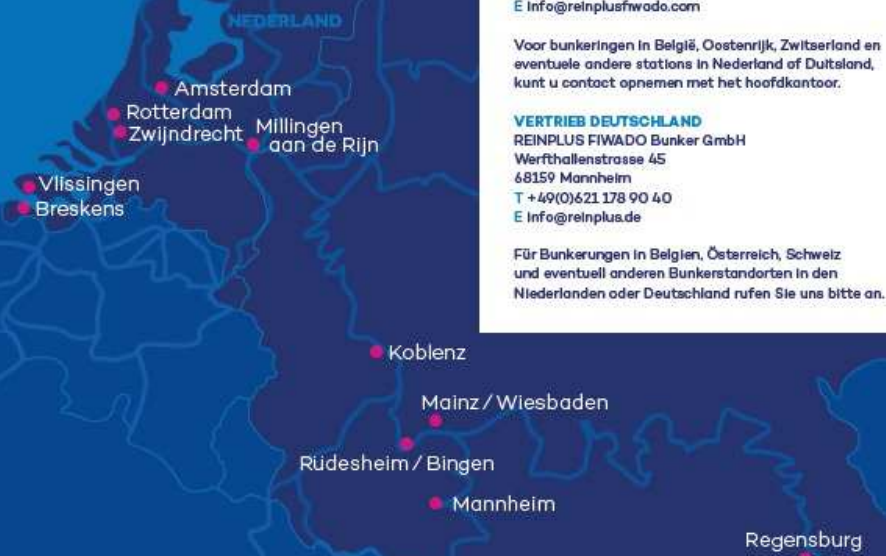 NEDERLAND
Amsterdam
Rotterdam
Zwijndrecht
Millingen
aan de Rijn
Vlissingen
Breskens
Koblenz
Mainz / Wiesbaden
Rüdesheim / Bingen
Mannheim
Regensburg
E info@reinplusfiwado.com
Voor bunkeringen in België, Oostenrijk, Zwitserland en
eventuele andere stations in Nederland of Duitsland,
kunt u contact opnemen met het hoofdkantoor.
VERTRIEB DEUTSCHLAND
REINPLUS FIWADO Bunker GmbH
Werfthallenstrasse 45
68159 Mannheim
T +49(0)621 178 90 40
E info@reinplus.de
Für Bunkerungen in Belgien, Österreich, Schweiz
und eventuell anderen Bunkerstandorten in den
Niederlanden oder Deutschland rufen Sie uns bitte an.